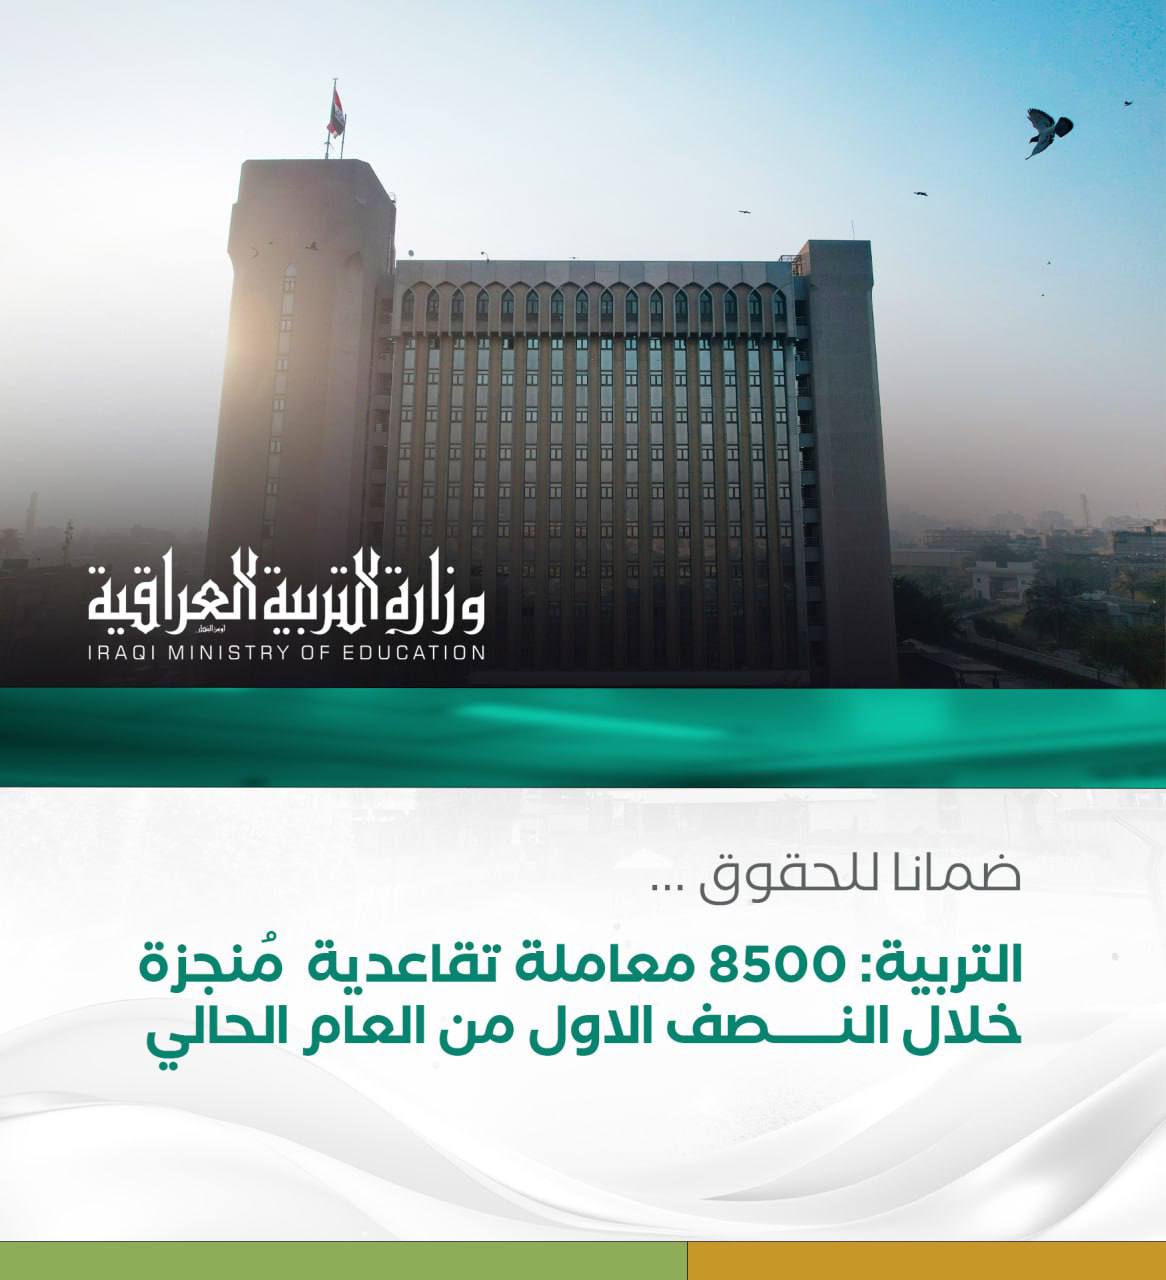 وزارة التربية العراقية
IRAQI MINISTRY OF EDUCATION
ضمانا للحقوق ...
التربية: 8500 معاملة تقاعدية مُنجزة
خلال النـــــصف الاول من العام الحالي